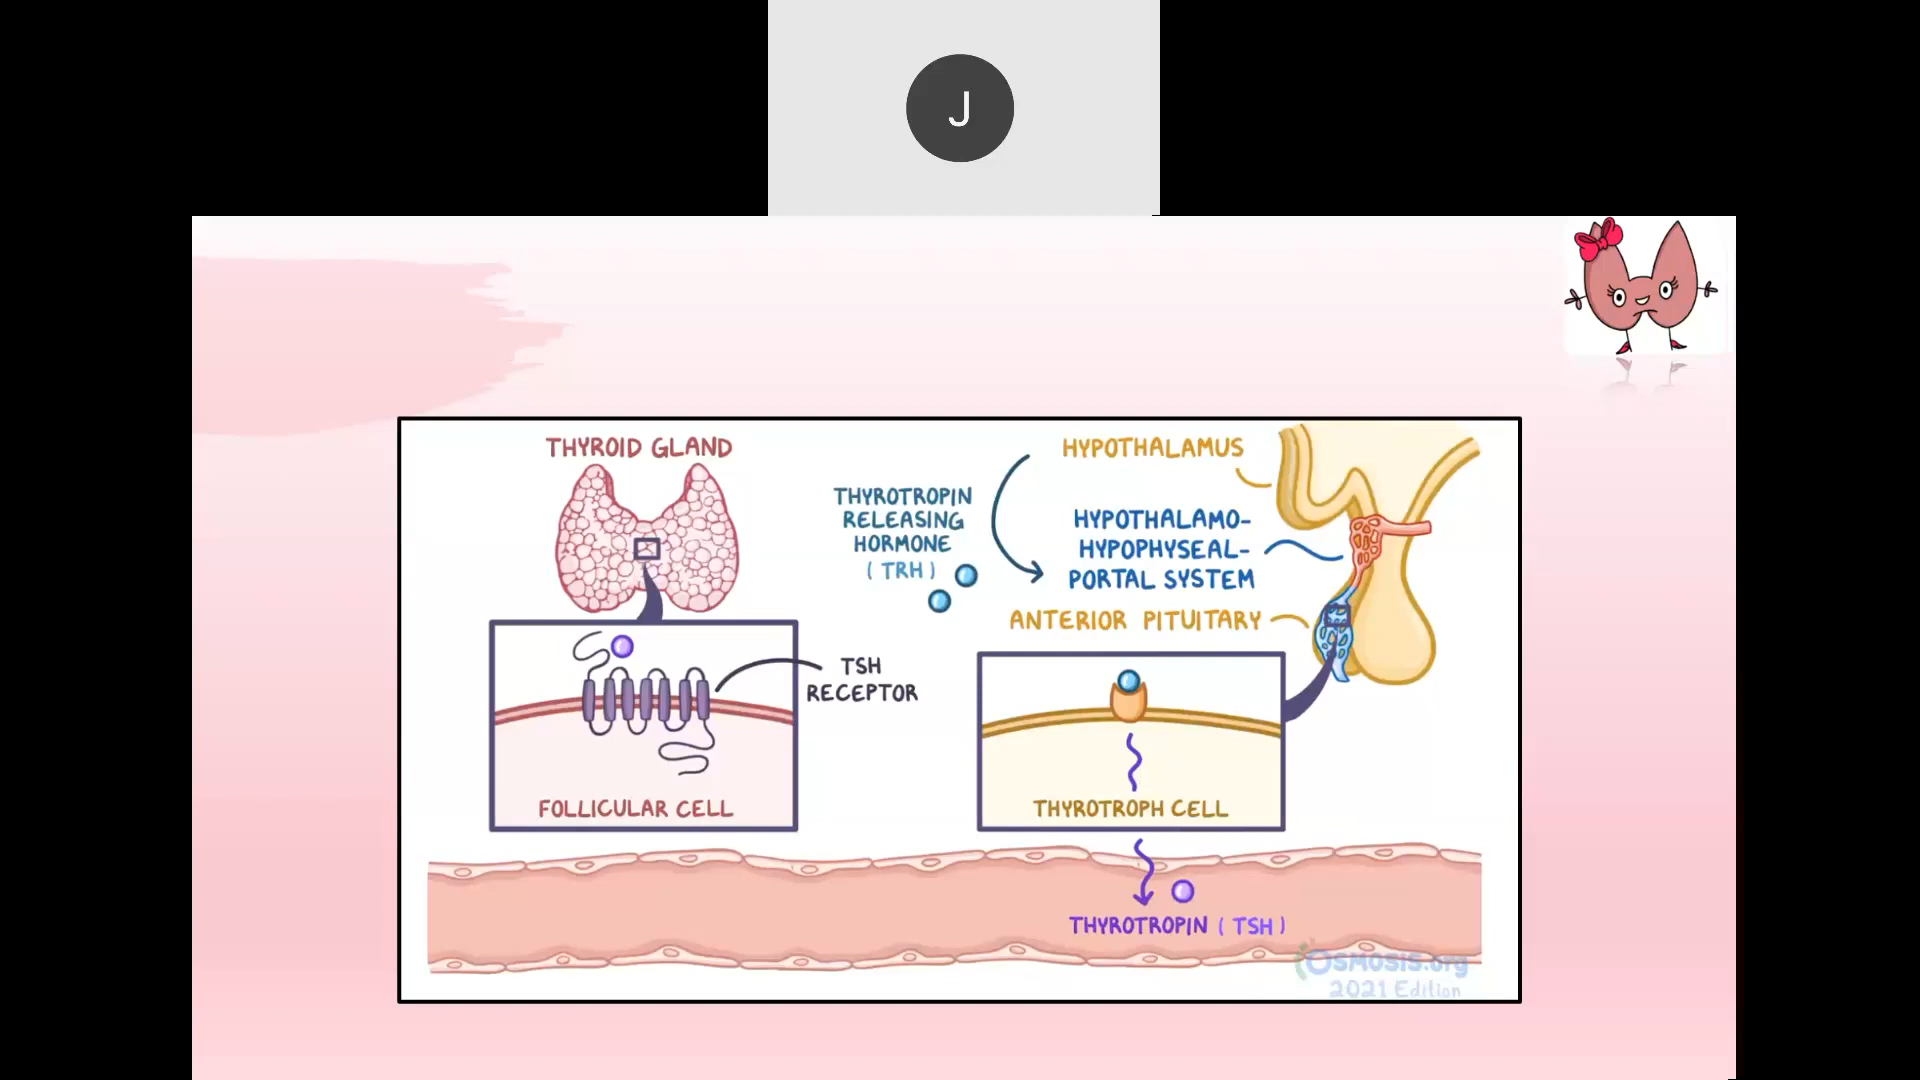 J
THYROID GLAND
THYROTROPIN
RELEASING
HORMONE
( TRH )
HYPOTHALAMUS
HYPOTHALAMO-
HYPOPHYSEAL-
PORTAL SYSTEM
ANTERIOR PITUITARY
TSH
RECEPTOR
FOLLICULAR CELL
THYROTROPH CELL
THYROTROPIN ( TSH )
OSMOSIS.org
2021 Edition